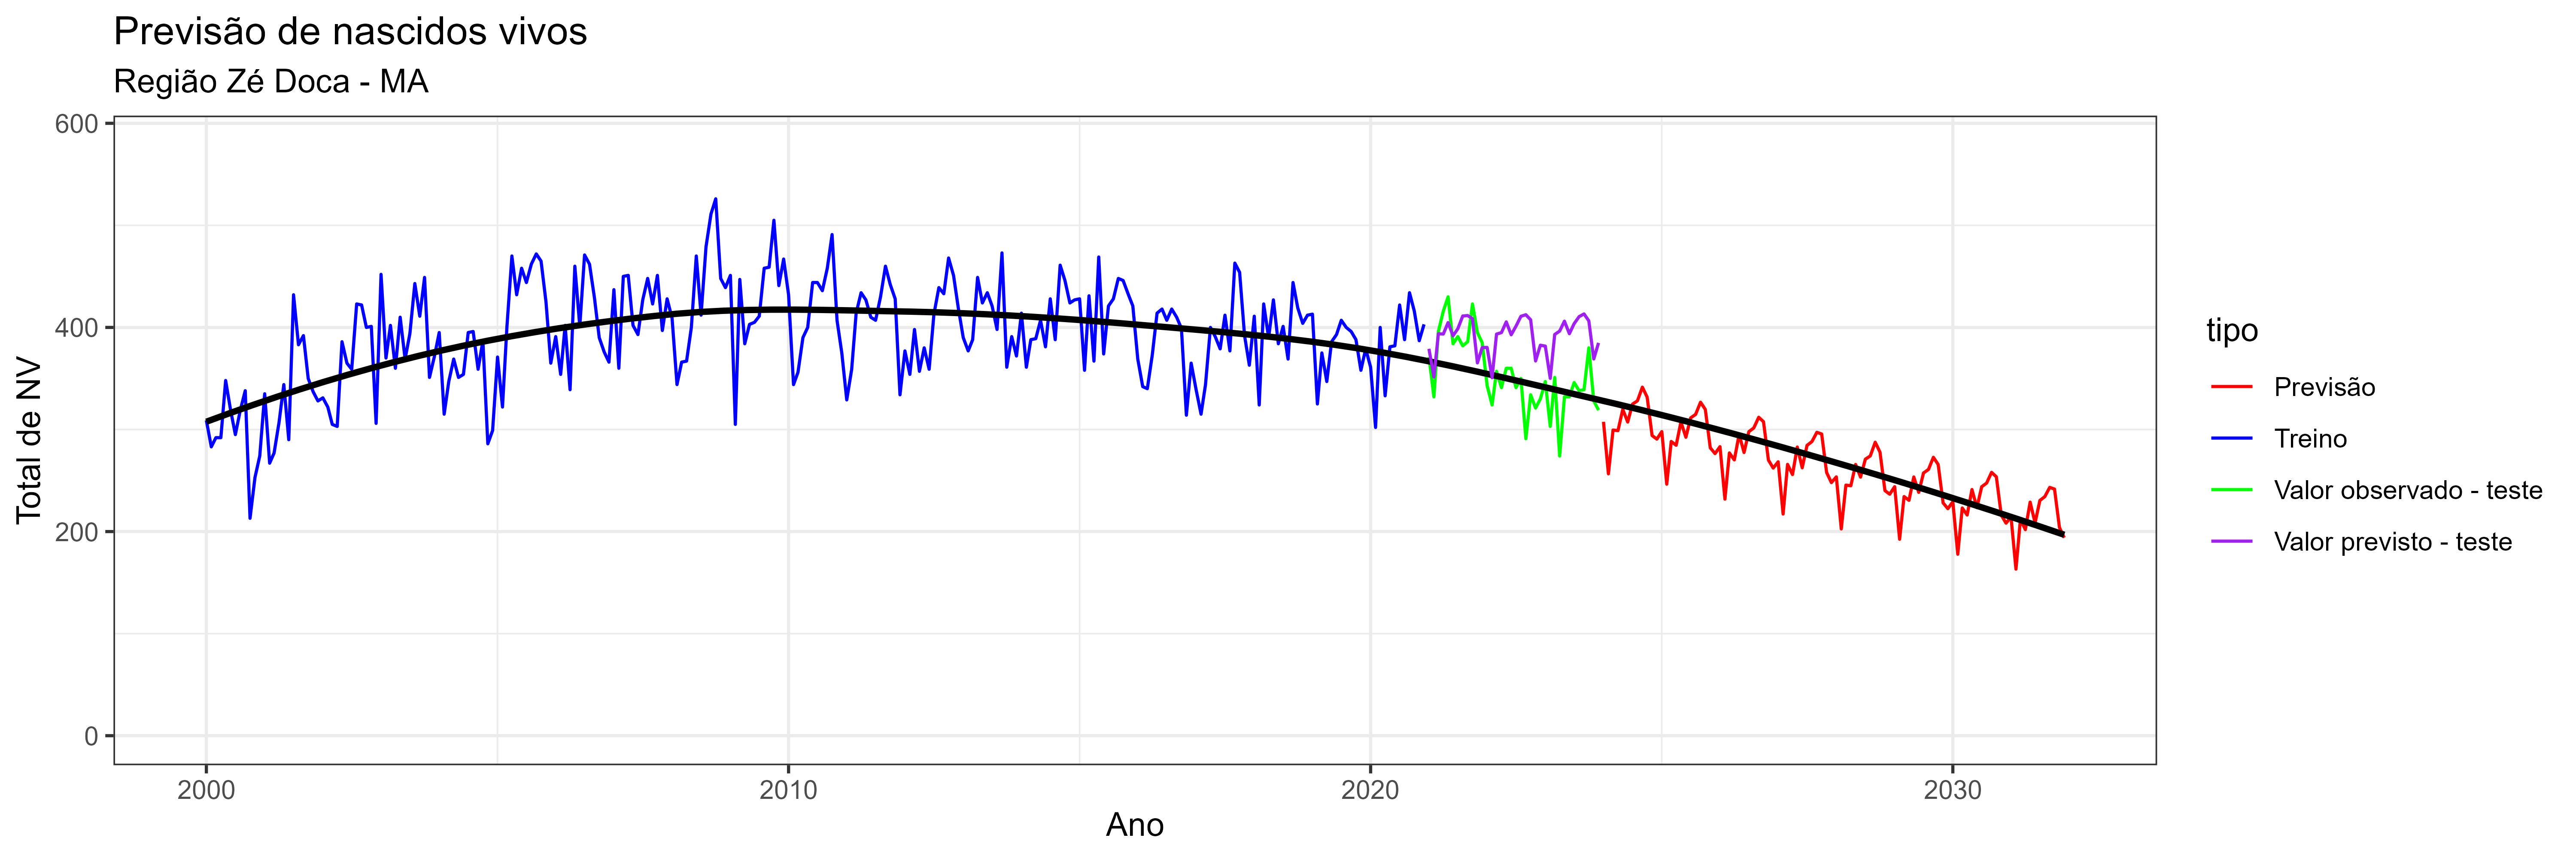 Previsão de nascidos vivos
Região Zé Doca - MA
Total de NV
600
400
200
0
2000
2010
2020
2030
Ano
tipo
Previsão
Treino
Valor observado - teste
Valor previsto - teste